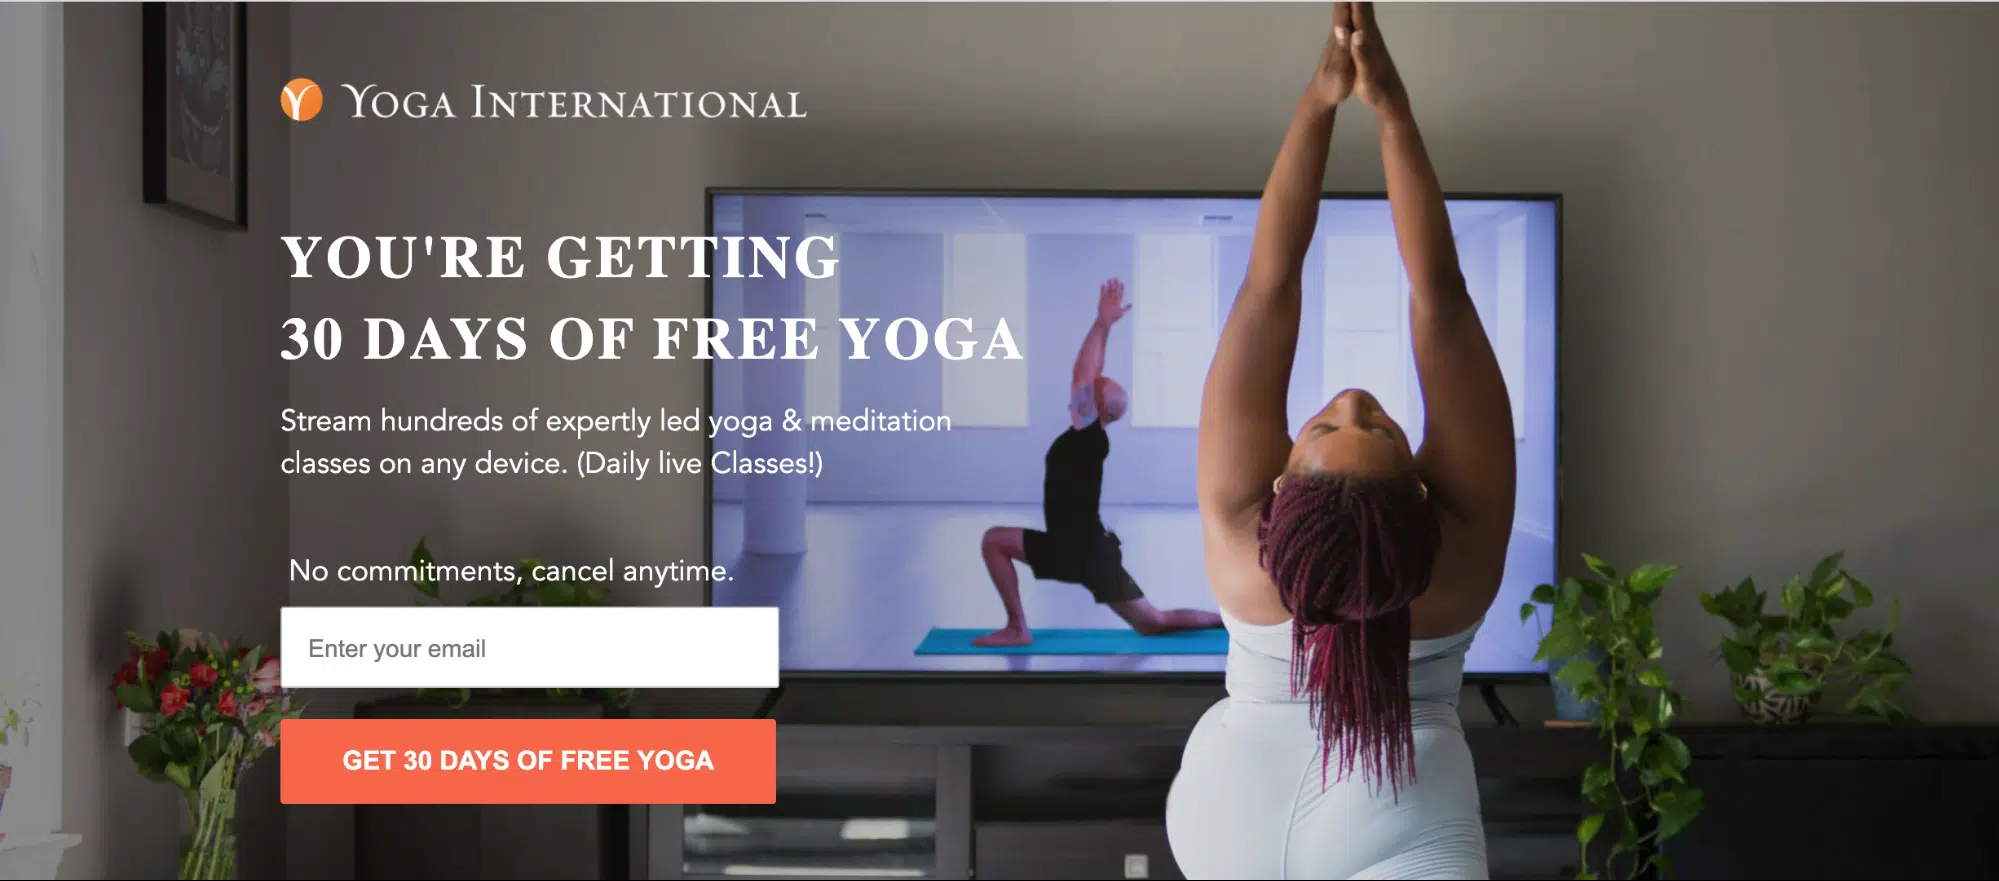 YOGA INTERNATIONAL
YOU'RE GETTING
30 DAYS OF FREE YOGA
Stream hundreds of expertly led yoga & meditation
classes on any device. (Daily live Classes!)
No commitments, cancel anytime.
Enter your email
GET 30 DAYS OF FREE YOGA